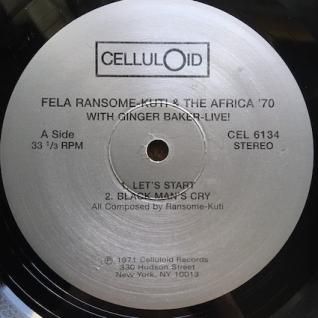 CELLULOID
FELA RANSOME-KUTI & THE AFRICA '70
WITH GINGER BAKER-LIVE!
A Side CEL 6134
33 ⅓ RPM STEREO
1. LET'S START
2. BLACK MAN'S CRY
All Composed by Ransome-Kuti
℗ 1971 Celluloid Records
330 Hudson Street
New York, NY 10013